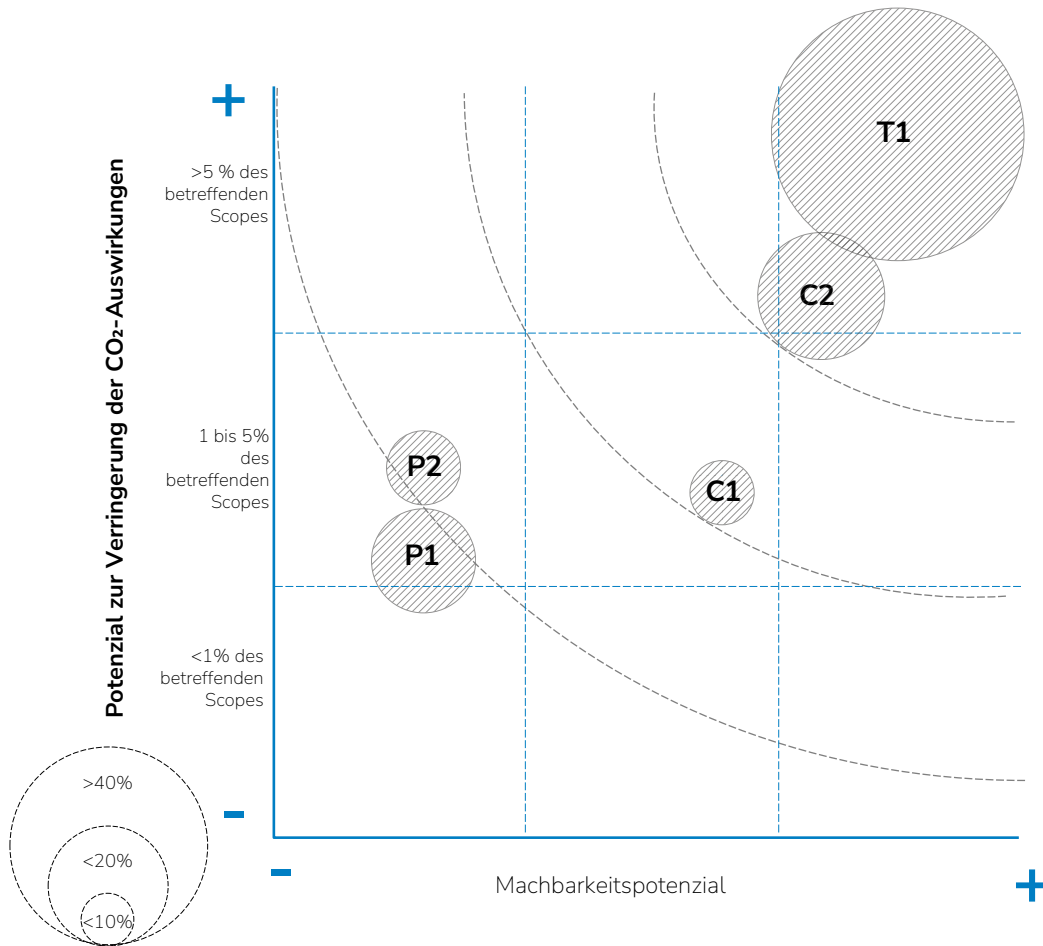 +
T1
>5 % des
betreffenden
Scopes
Potenzial zur Verringerung der CO₂-Auswirkungen
C2
1 bis 5%
des
betreffenden
Scopes
P2
C1
P1
<1% des
betreffenden
Scopes
>40%
-
<20%
<10%
-
Machbarkeitspotenzial
+